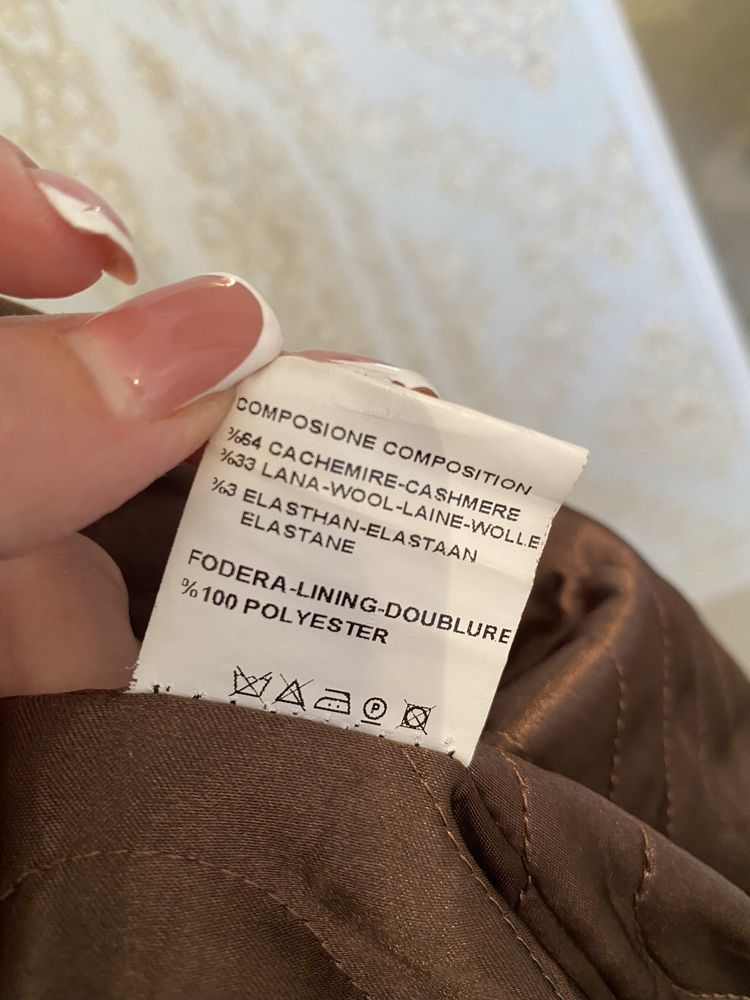 COMPOSIONE COMPOSITION
%64 CACHEMIRE-CASHMERE
%33 LANA-WOOL-LAINE-WOLLE
%3 ELASTHAN-ELASTAAN
ELASTANE
FODERA-LINING-DOUBLURE
%100 POLYESTER
P